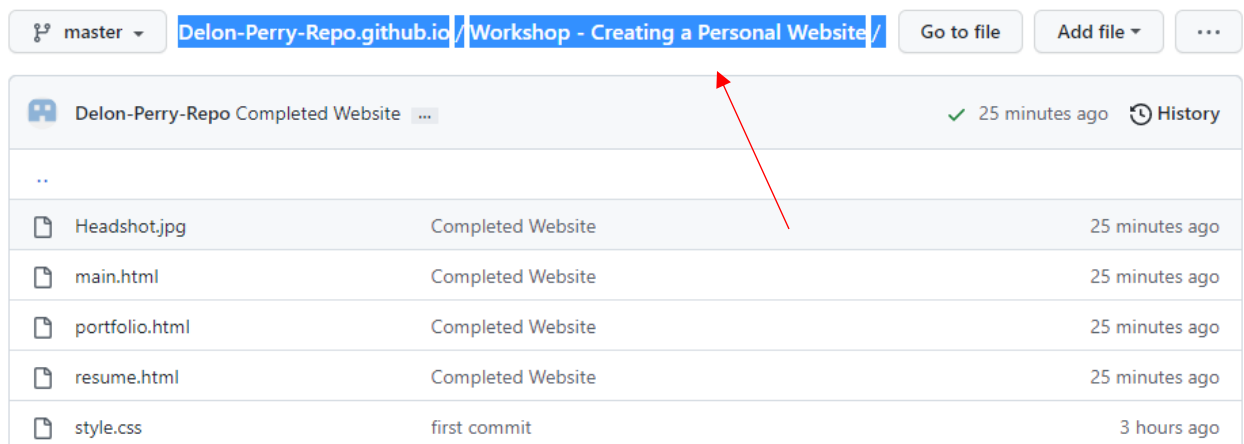 master Delon-Perry-Repo.github.io / Workshop - Creating a Personal Website / Go to file Add file ...
Delon-Perry-Repo Completed Website ... 25 minutes ago History
..
Headshot.jpg Completed Website 25 minutes ago
main.html Completed Website 25 minutes ago
portfolio.html Completed Website 25 minutes ago
resume.html Completed Website 25 minutes ago
style.css first commit 3 hours ago